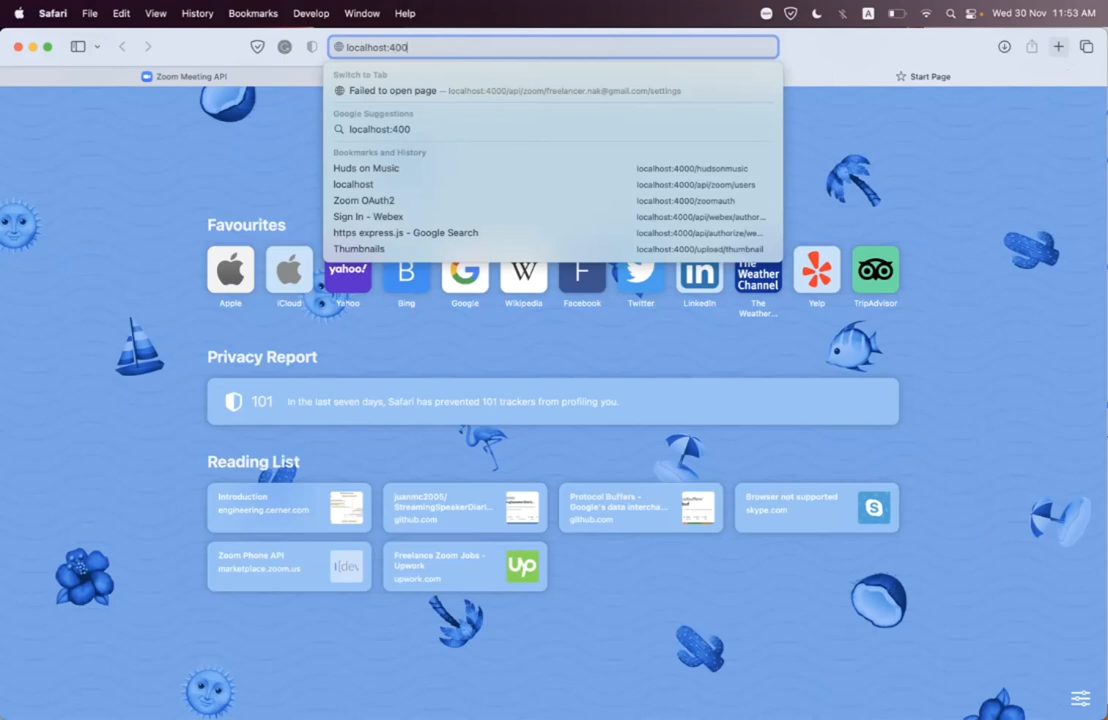 Safari File Edit View History Bookmarks Develop Window Help A Wed 30 Nov 11:53 AM
localhost:400
Zoom Meeting API
Start Page
Switch to Tab
Failed to open page — localhost:4000/api/zoom/freelancer.nak@gmail.com/settings
Google Suggestions
localhost:400
Bookmarks and History
Huds on Music localhost:4000/hudsonmusic
localhost localhost:4000/api/zoom/users
Zoom OAuth2 localhost:4000/zoomauth
Sign In - Webex localhost:4000/api/webex/author...
https express.js - Google Search localhost:4000/api/authorize/we...
Thumbnails localhost:4000/upload/thumbnail
Favourites
yahoo! B G W F in The Weather Channel
Apple iCloud Yahoo Bing Google Wikipedia Facebook Twitter LinkedIn The Yelp TripAdvisor
Weather...
Privacy Report
101 In the last seven days, Safari has prevented 101 trackers from profiling you.
Reading List
Introduction
engineering.cerner.com
juanmc2005/
StreamingSpeakerDiari...
github.com
Protocol Buffers -
Google's data intercha...
github.com
Browser not supported
skype.com
S
Zoom Phone API
marketplace.zoom.us
Freelance Zoom Jobs -
Upwork
upwork.com
Up